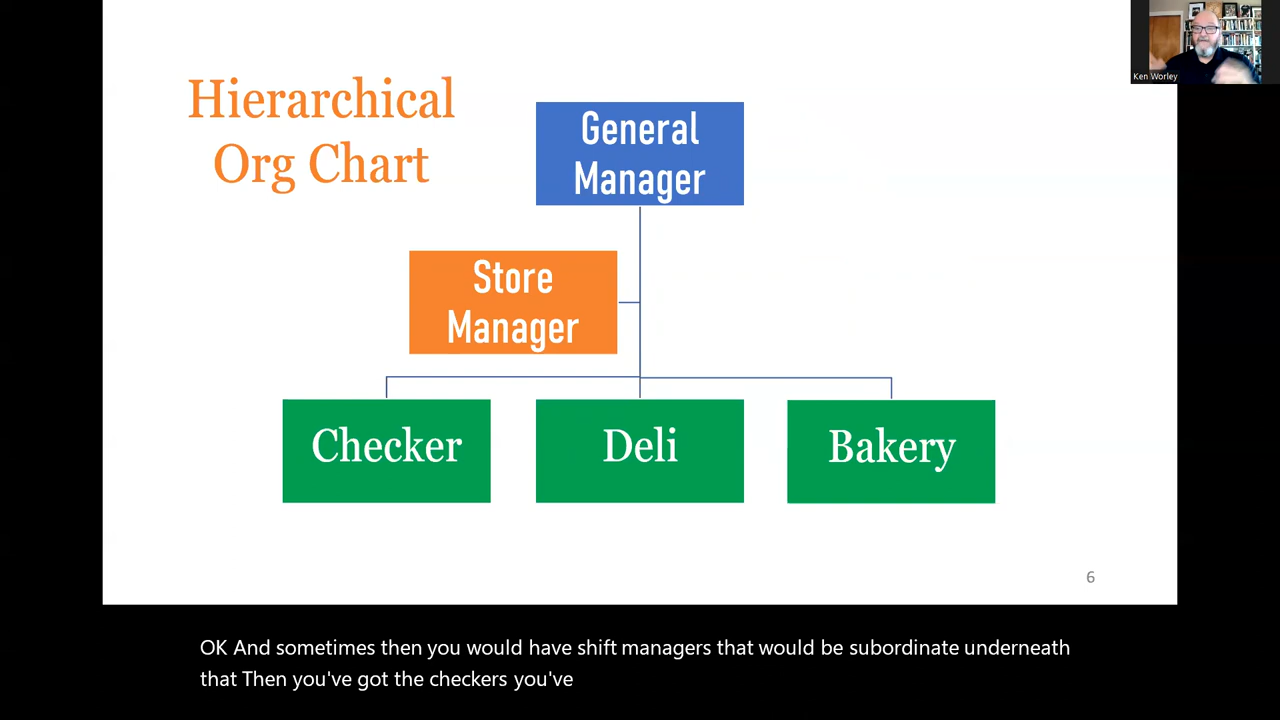 Ken Worley
Hierarchical
Org Chart
General
Manager
Store
Manager
Checker
Deli
Bakery
6
OK And sometimes then you would have shift managers that would be subordinate underneath
that Then you've got the checkers you've